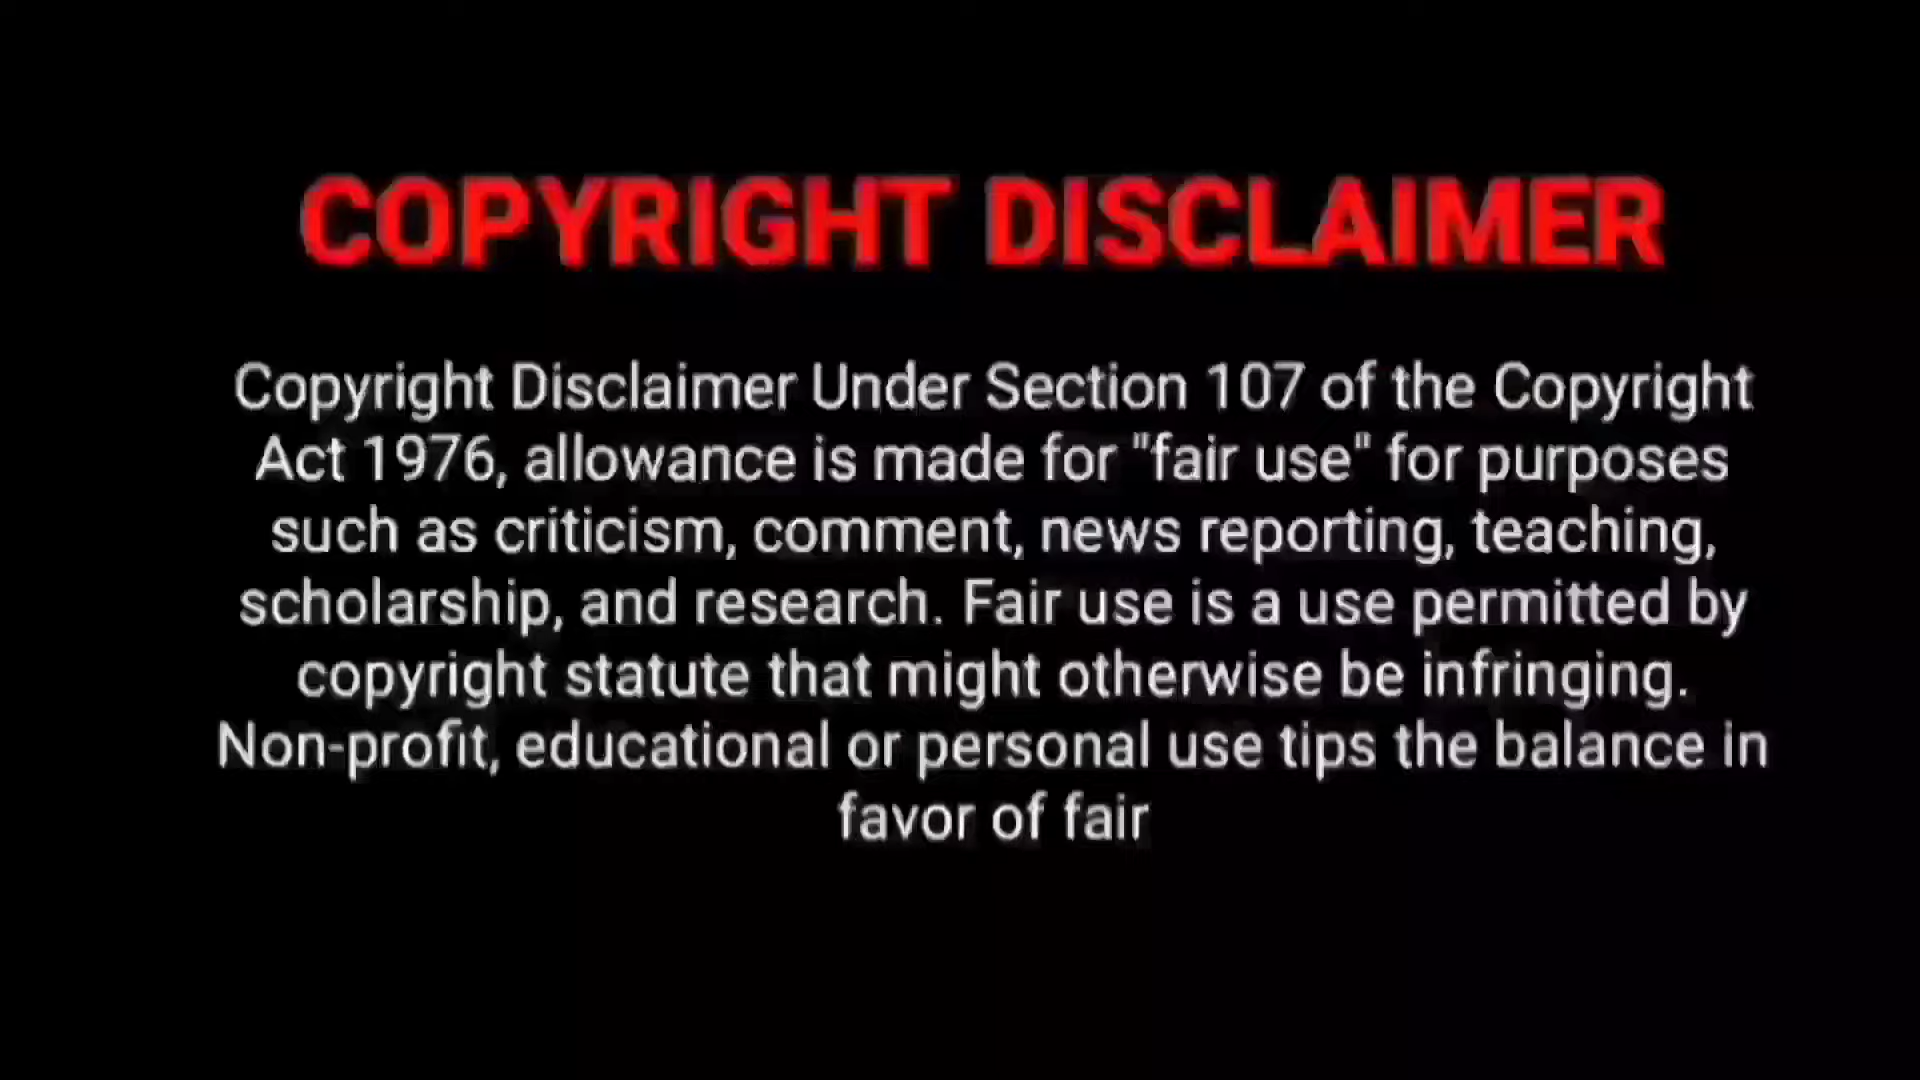 COPYRIGHT DISCLAIMER
Copyright Disclaimer Under Section 107 of the Copyright
Act 1976, allowance is made for "fair use" for purposes
such as criticism, comment, news reporting, teaching,
scholarship, and research. Fair use is a use permitted by
copyright statute that might otherwise be infringing.
Non-profit, educational or personal use tips the balance in
favor of fair